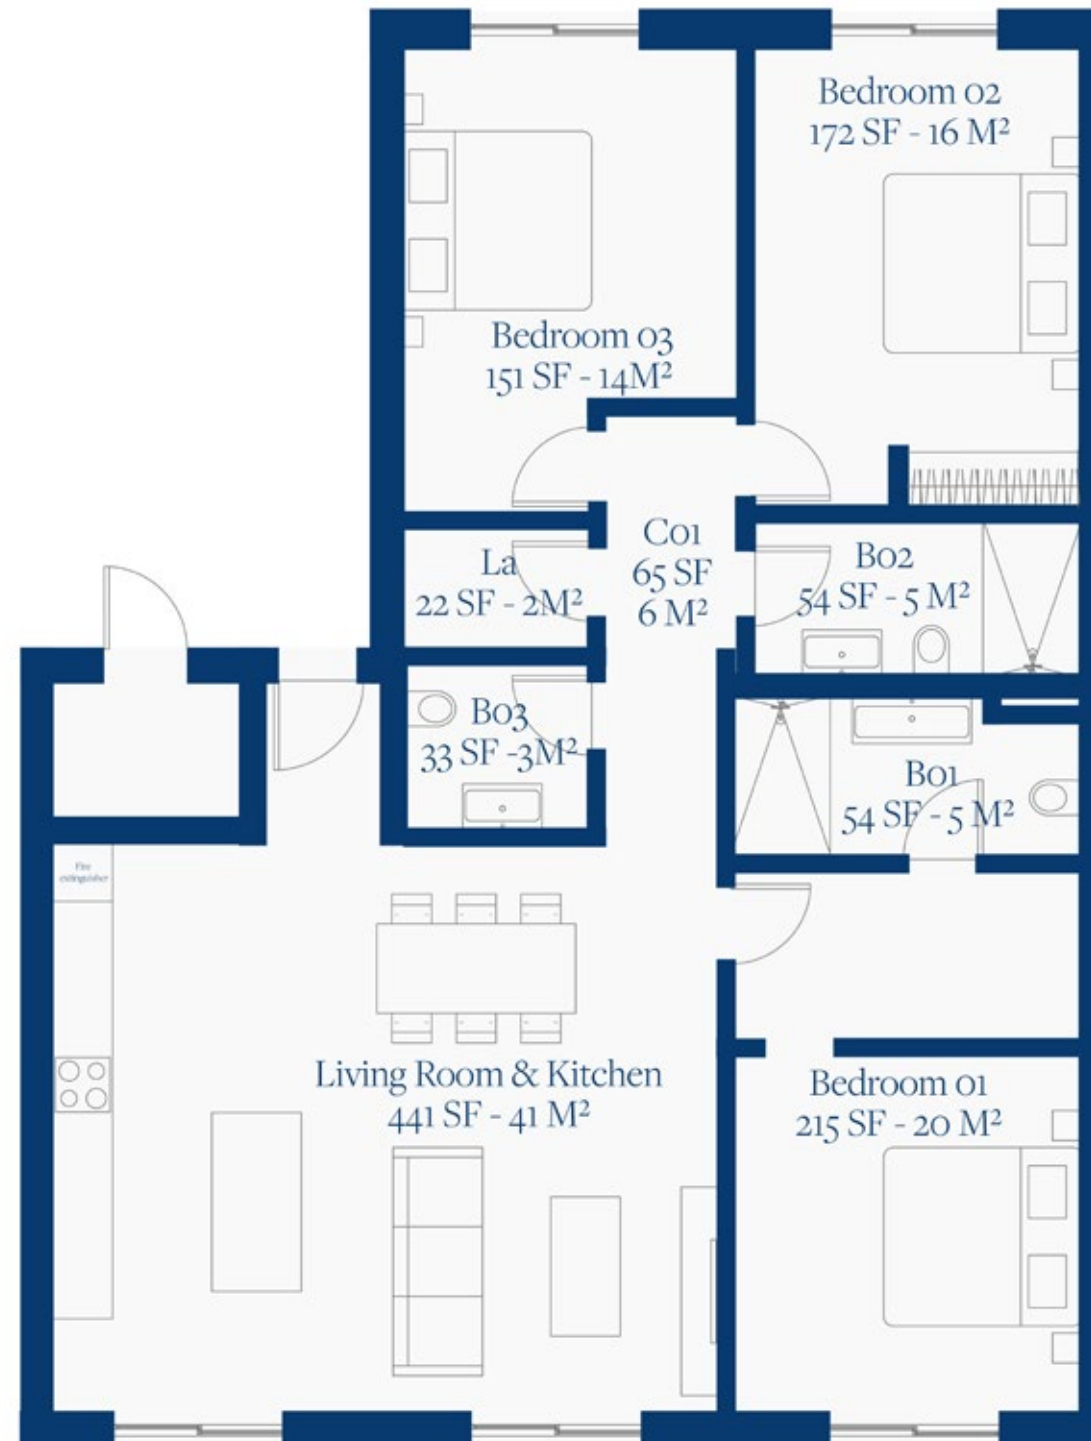 Bedroom 02
172 SF - 16 M²
Bedroom 03
151 SF - 14M²
C01
65 SF
6 M²
La
22 SF - 2M²
B02
54 SF - 5 M²
B03
33 SF -3M²
B01
54 SF - 5 M²
Fire
extinguisher
Living Room & Kitchen
441 SF - 41 M²
Bedroom 01
215 SF - 20 M²